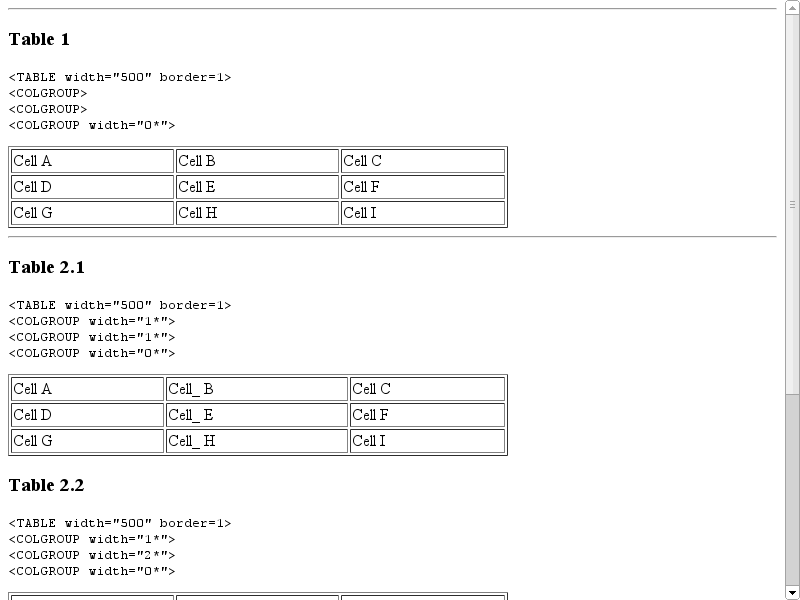 Table 1
<TABLE width="500" border=1>
<COLGROUP>
<COLGROUP>
<COLGROUP width="0*">
Cell A Cell B Cell C
Cell D Cell E Cell F
Cell G Cell H Cell I
Table 2.1
<TABLE width="500" border=1>
<COLGROUP width="1*">
<COLGROUP width="1*">
<COLGROUP width="0*">
Cell A Cell_ B Cell C
Cell D Cell_ E Cell F
Cell G Cell_ H Cell I
Table 2.2
<TABLE width="500" border=1>
<COLGROUP width="1*">
<COLGROUP width="2*">
<COLGROUP width="0*">